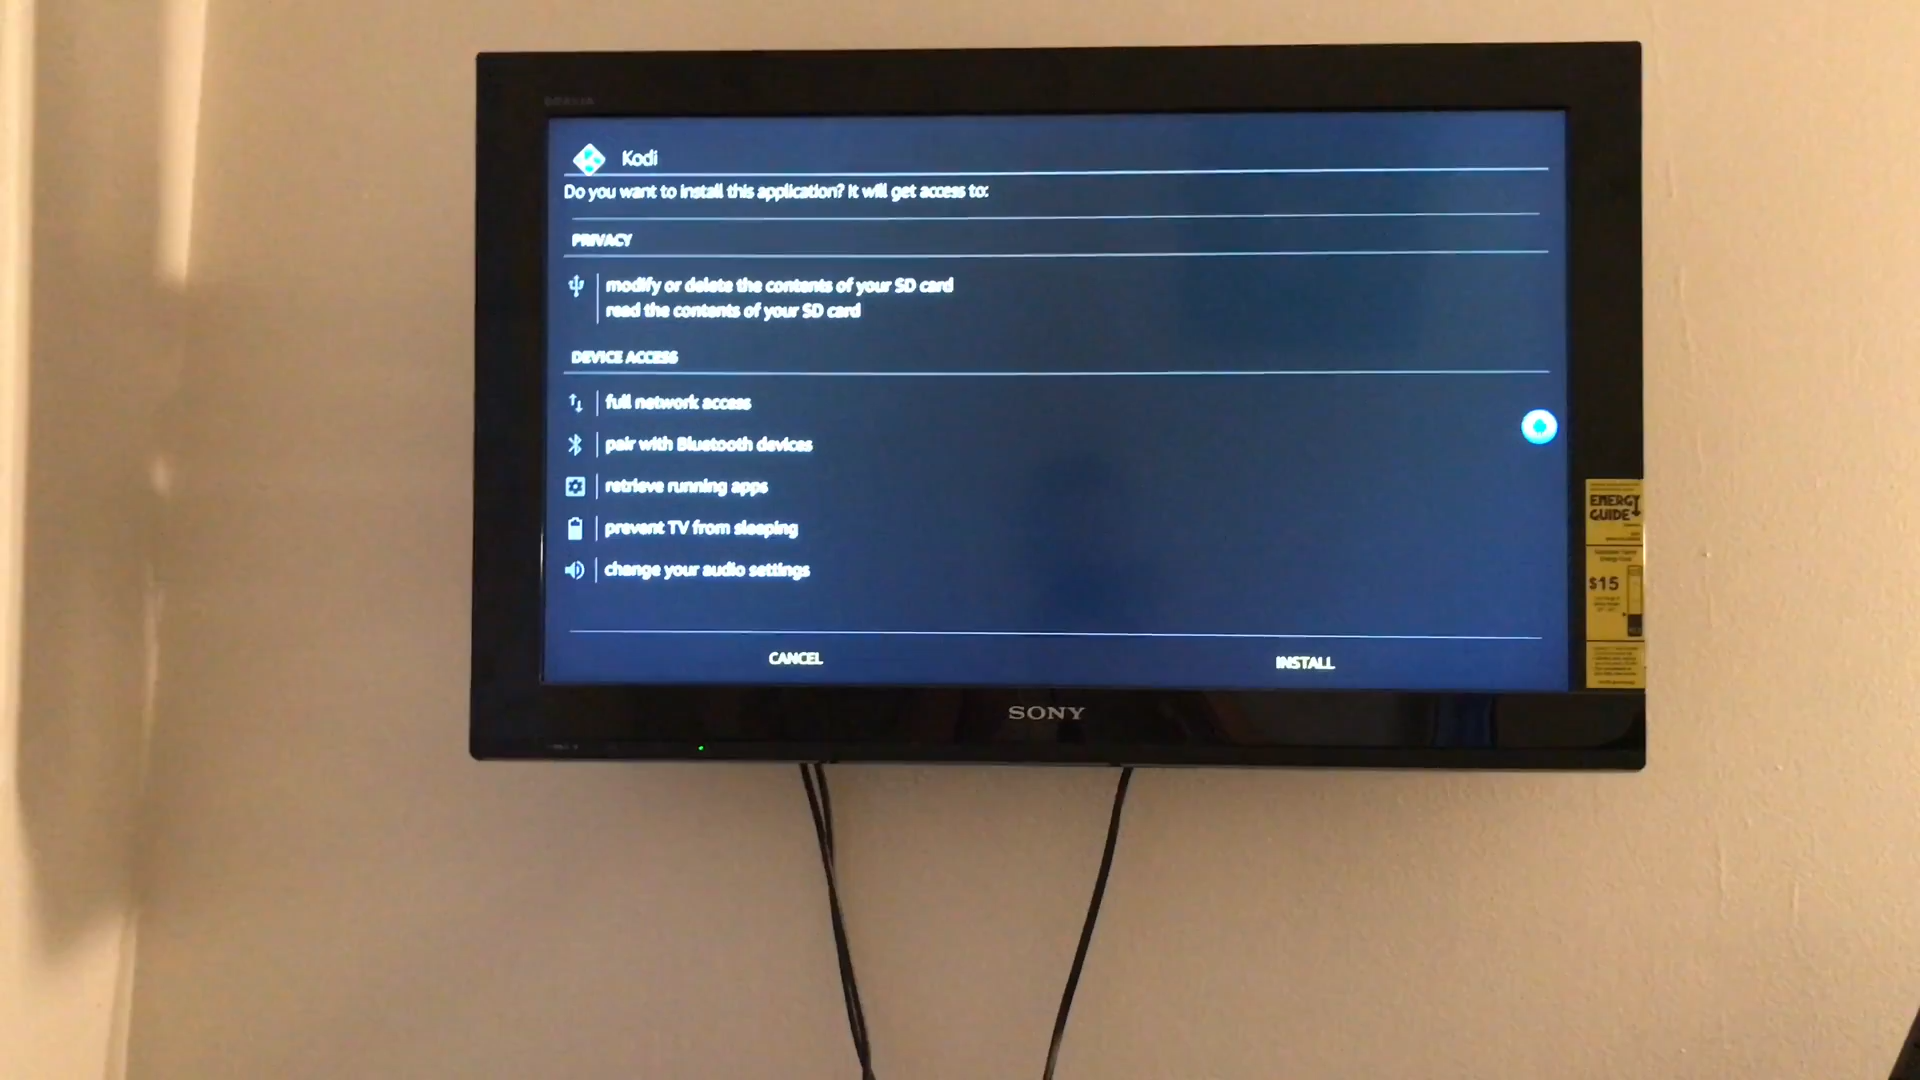 BRAVIA
Kodi
Do you want to install this application? It will get access to:
PRIVACY
modify or delete the contents of your SD card
read the contents of your SD card
DEVICE ACCESS
full network access
pair with Bluetooth devices
retrieve running apps
prevent TV from sleeping
change your audio settings
CANCEL
INSTALL
SONY
ENERGY
GUIDE
$15